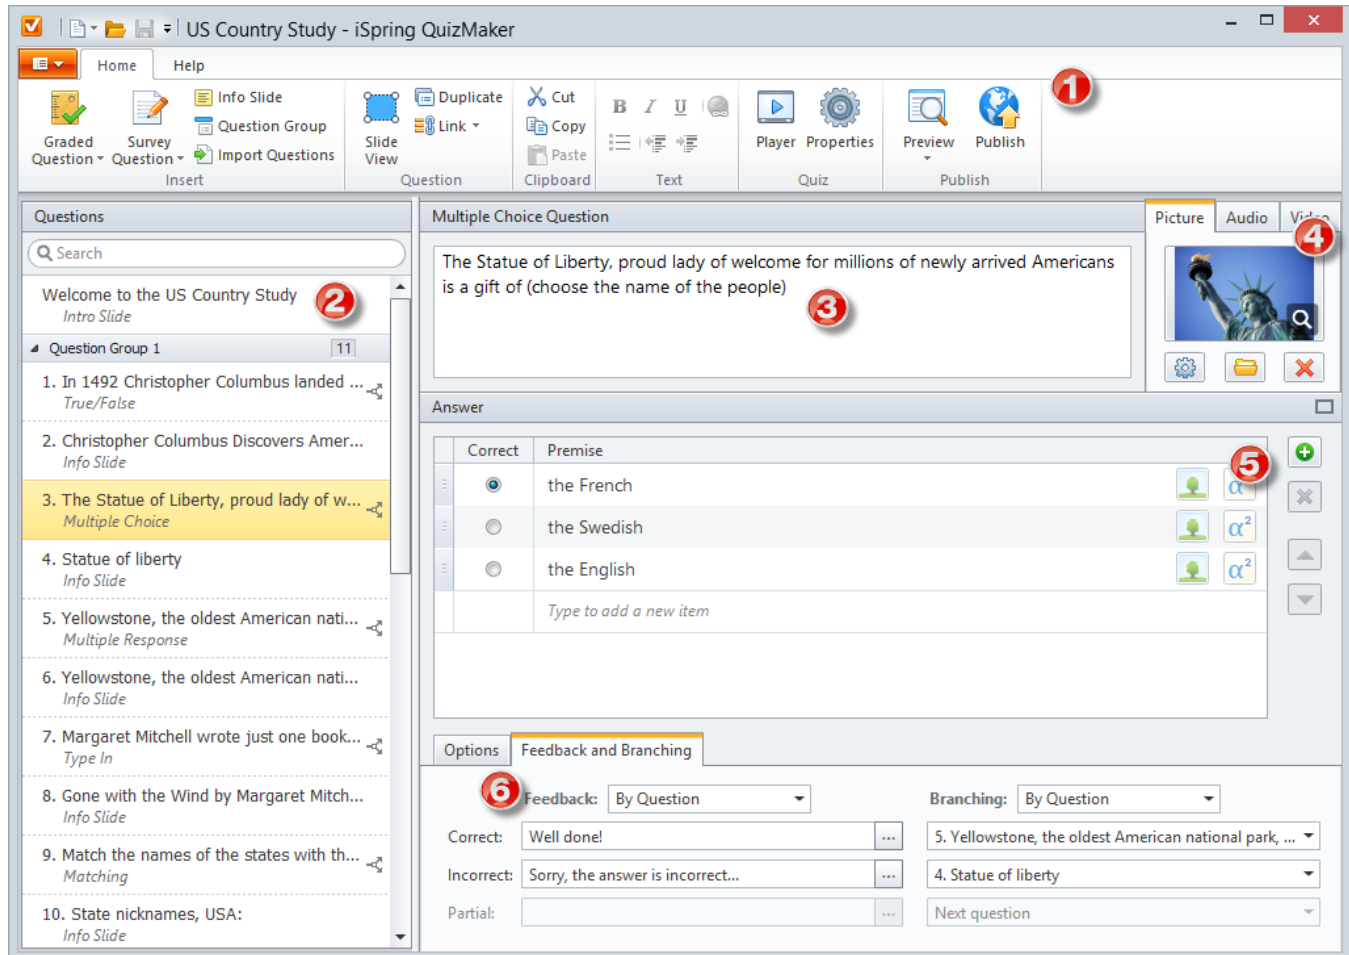 US Country Study - iSpring QuizMaker
Home Help
Graded Question
Survey Question
Info Slide
Question Group
Import Questions
Insert
Slide View
Duplicate
Link
Question
Cut
Copy
Paste
Clipboard
B I U
Text
Player Properties
Quiz
Preview Publish
Publish
1
Questions
Search
Welcome to the US Country Study
Intro Slide
2
Question Group 1 11
1. In 1492 Christopher Columbus landed ...
True/False
2. Christopher Columbus Discovers Amer...
Info Slide
3. The Statue of Liberty, proud lady of w...
Multiple Choice
4. Statue of liberty
Info Slide
5. Yellowstone, the oldest American nati...
Multiple Response
6. Yellowstone, the oldest American nati...
Info Slide
7. Margaret Mitchell wrote just one book...
Type In
8. Gone with the Wind by Margaret Mitch...
Info Slide
9. Match the names of the states with th...
Matching
10. State nicknames, USA:
Info Slide
Multiple Choice Question
The Statue of Liberty, proud lady of welcome for millions of newly arrived Americans
is a gift of (choose the name of the people)
3
Picture Audio Video
4
Answer
Correct Premise
5
the French α
the Swedish α²
the English α²
Type to add a new item
Options Feedback and Branching
6
Feedback: By Question Branching: By Question
Correct: Well done! ... 5. Yellowstone, the oldest American national park, ...
Incorrect: Sorry, the answer is incorrect... ... 4. Statue of liberty
Partial: ... Next question